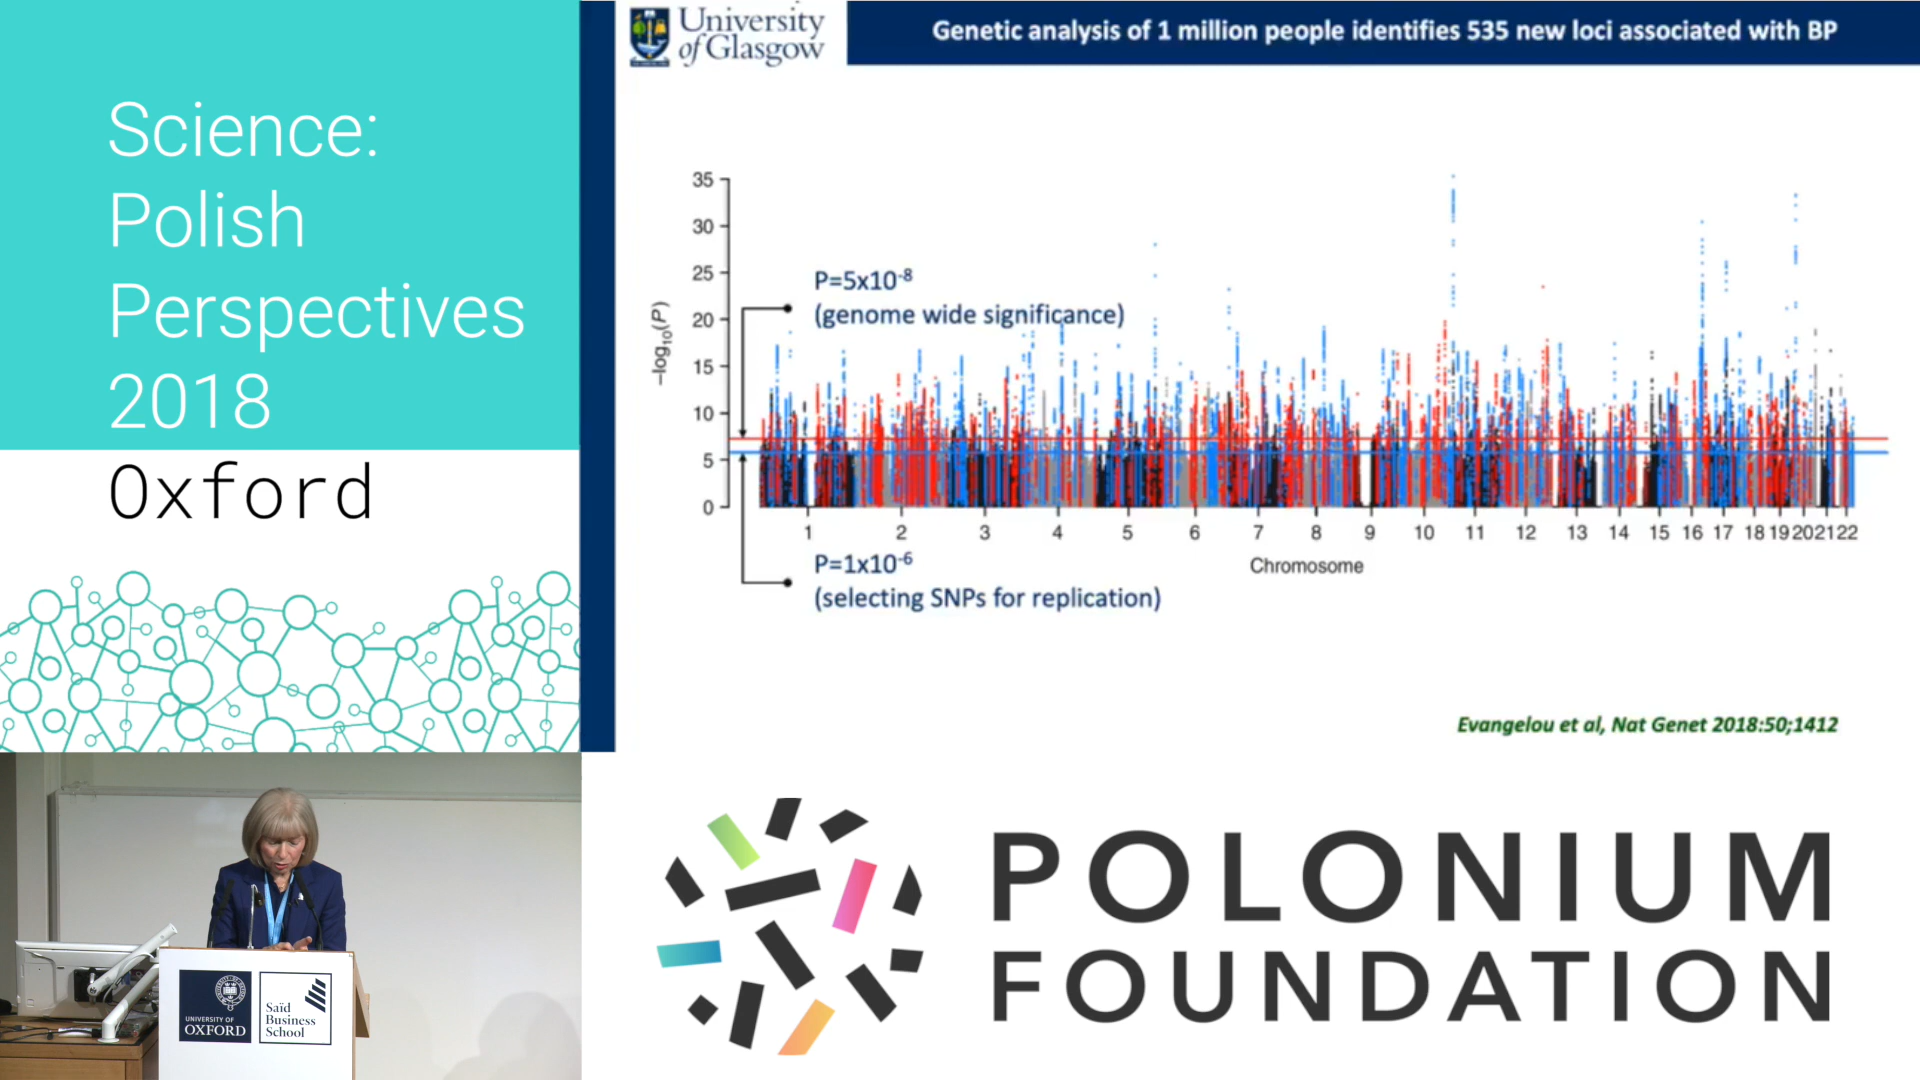 Science:
Polish
Perspectives
2018
Oxford
University
of Glasgow
Genetic analysis of 1 million people identifies 535 new loci associated with BP
35
30
25
20
15
10
5
0
-log10(P)
P=5x10-8
(genome wide significance)
1 2 3 4 5 6 7 8 9 10 11 12 13 14 15 16 17 18 19 20 21 22
Chromosome
P=1x10-6
(selecting SNPs for replication)
Evangelou et al, Nat Genet 2018:50;1412
UNIVERSITY OF
OXFORD
Saïd
Business
School
POLONIUM
FOUNDATION